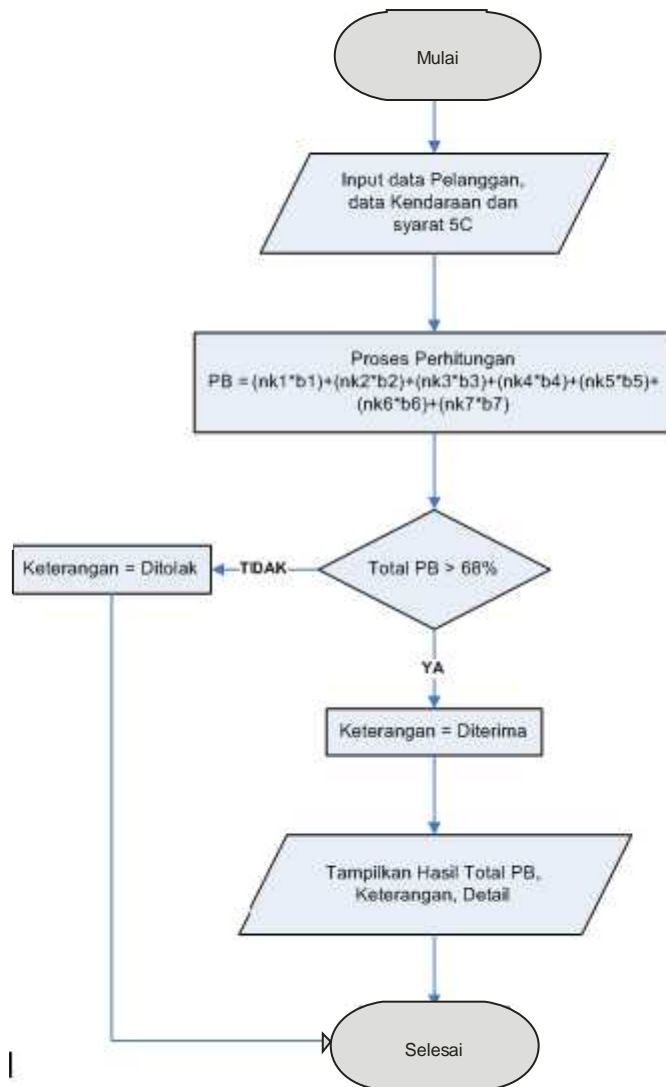 Mulai
Input data Pelanggan,
data Kendaraan dan
syarat 5C
Proses Perhitungan
PB = (nk1*b1)+(nk2*b2)+(nk3*b3)+(nk4*b4)+(nk5*b5)+
(nk6*b6)+(nk7*b7)
Total PB > 68%
TIDAK
Keterangan = Ditolak
YA
Keterangan = Diterima
Tampilkan Hasil Total PB,
Keterangan, Detail
Selesai